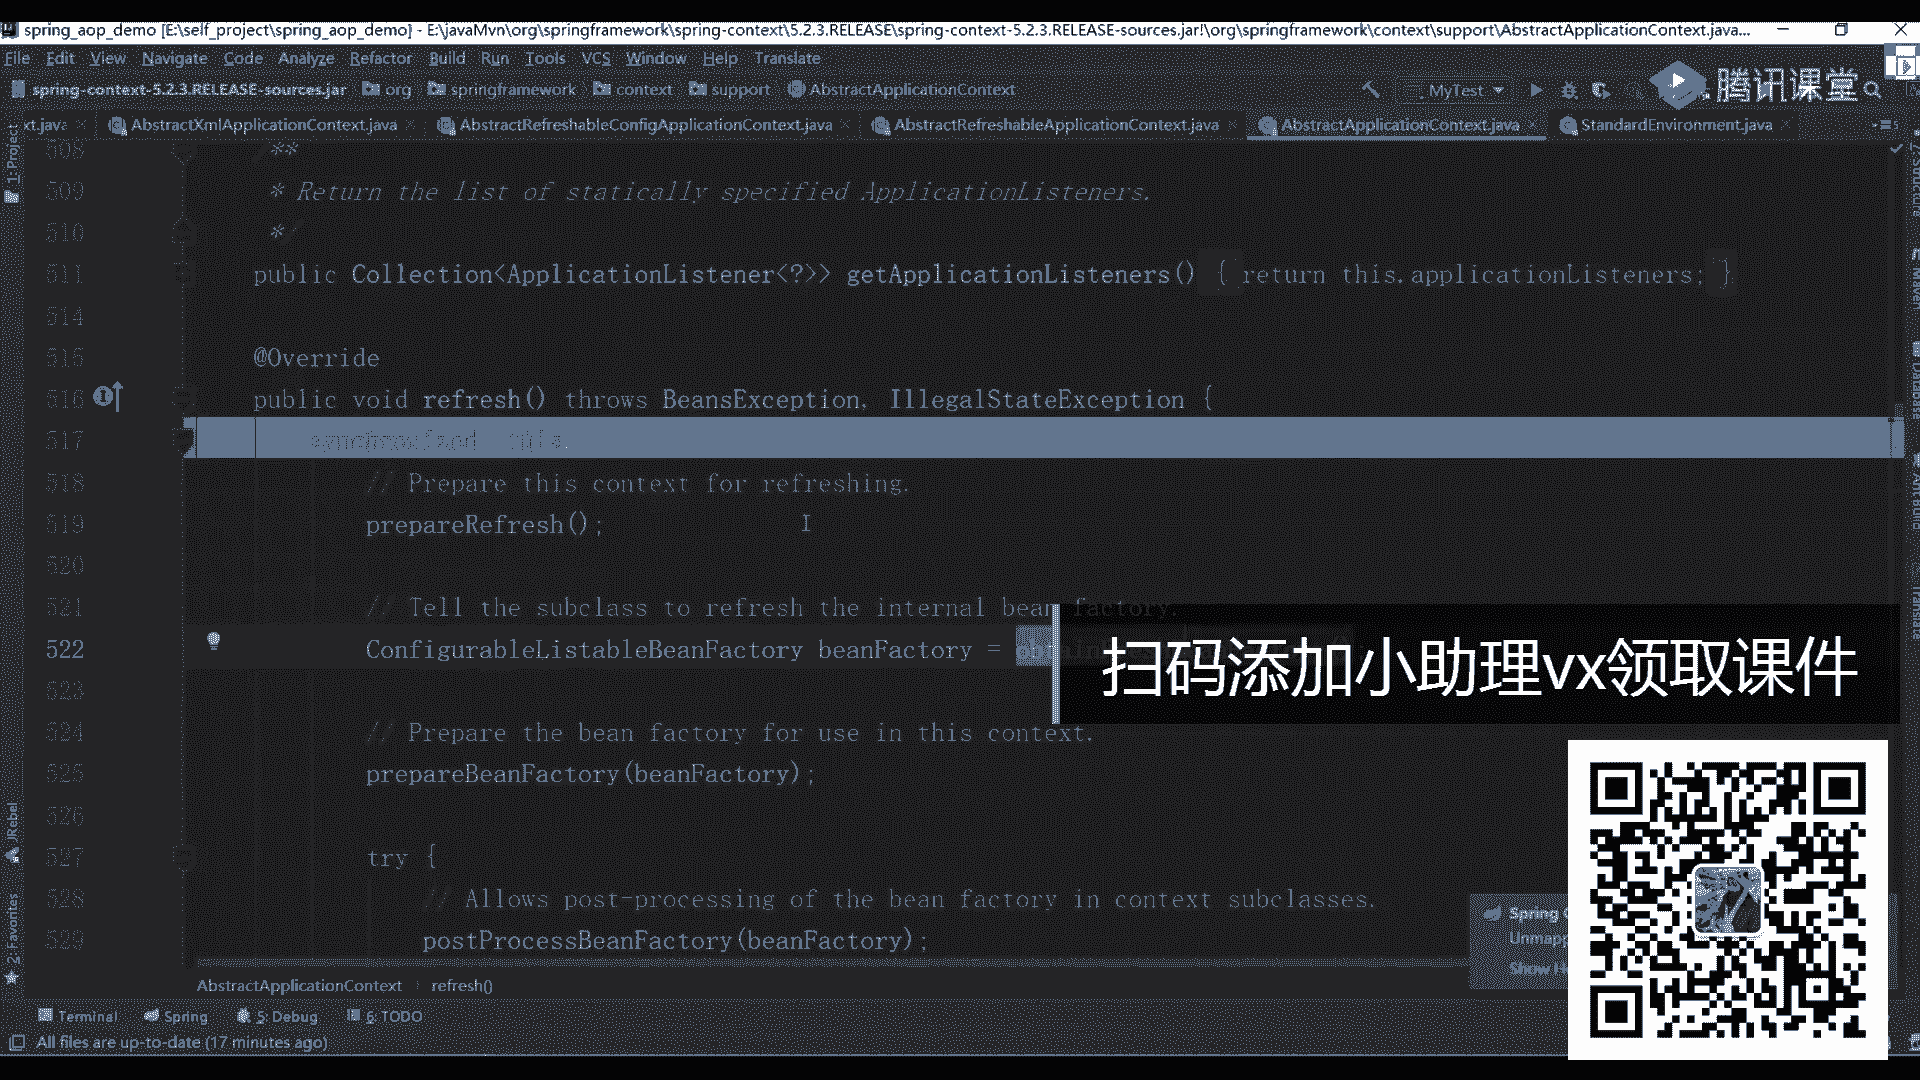 spring_aop_demo [E:\self_project\spring_aop_demo] - E:\javaMvn\org\springframework\spring-context\5.2.3.RELEASE\spring-context-5.2.3.RELEASE-sources.jar!\org\springframework\context\support\AbstractApplicationContext.java...
File Edit View Navigate Code Analyze Refactor Build Run Tools VCS Window Help Translate
spring-context-5.2.3.RELEASE-sources.jar org springframework context support AbstractApplicationContext MyTest 腾讯课堂
xt.java AbstractXmlApplicationContext.java AbstractRefreshableConfigApplicationContext.java AbstractRefreshableApplicationContext.java AbstractApplicationContext.java StandardEnvironment.java
1: Project
508 /**
509 * Return the list of statically specified ApplicationListeners.
510 */
511 public Collection<ApplicationListener<?>> getApplicationListeners() { return this.applicationListeners; }
514
515 @Override
516 public void refresh() throws BeansException, IllegalStateException {
517 synchronized this
518 // Prepare this context for refreshing.
519 prepareRefresh();
520
521 // Tell the subclass to refresh the internal bean factory.
522 ConfigurableListableBeanFactory beanFactory =
扫码添加小助理vx领取课件
523
524 // Prepare the bean factory for use in this context.
525 prepareBeanFactory(beanFactory);
526
527 try {
528 // Allows post-processing of the bean factory in context subclasses.
529 postProcessBeanFactory(beanFactory);
JRebel
2: Favorites
Z: Structure
Maven
Database
Ant Build
Translate
Spring
Unmapp
Show H
AbstractApplicationContext refresh()
Terminal Spring 5: Debug 6: TODO
All files are up-to-date (17 minutes ago)